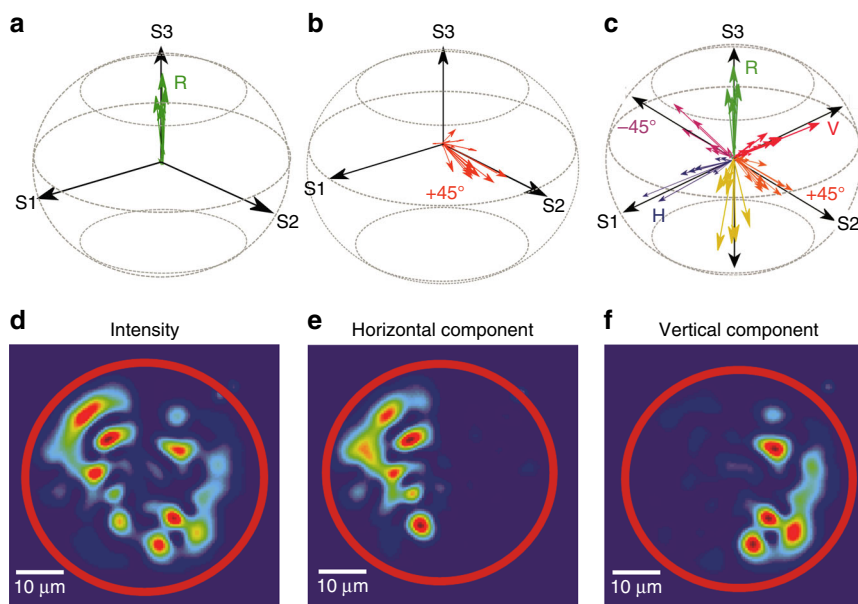 a
S3
R
S1
S2
b
S3
+45°
S1
S2
c
S3
R
−45°
V
+45°
S1
H
S2
d
Intensity
10 μm
e
Horizontal component
10 μm
f
Vertical component
10 μm